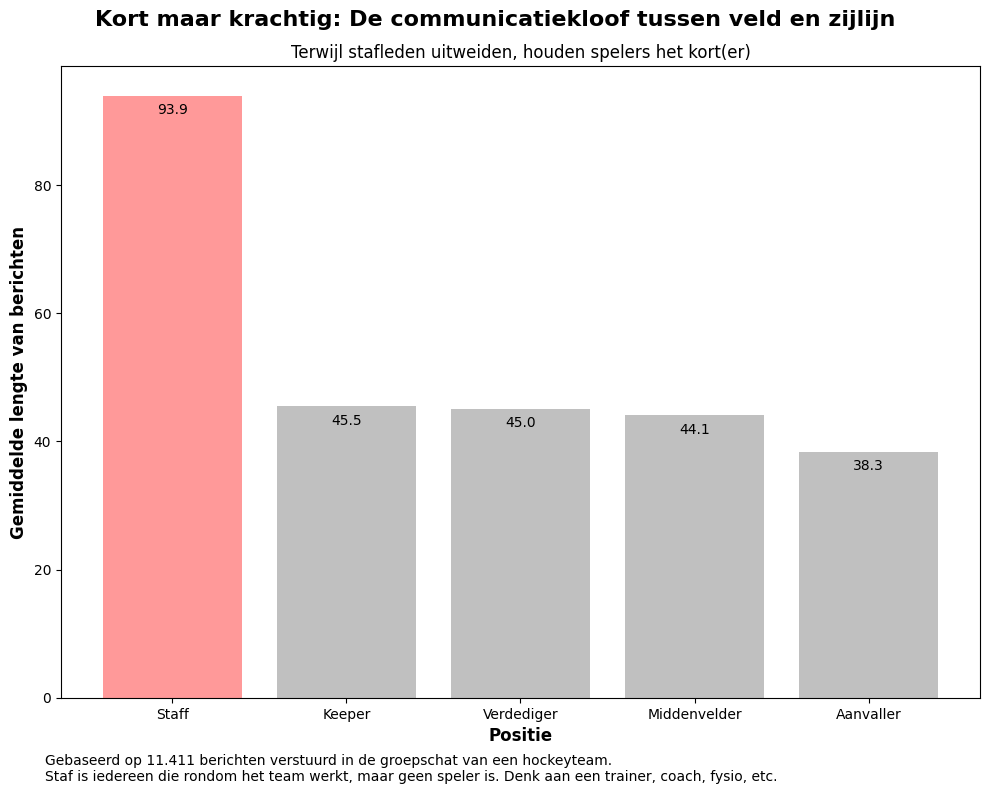 Kort maar krachtig: De communicatiekloof tussen veld en zijlijn
Terwijl stafleden uitweiden, houden spelers het kort(er)
Gemiddelde lengte van berichten
80
60
40
20
0
93.9
45.5
45.0
44.1
38.3
Staff
Keeper
Verdediger
Middenvelder
Aanvaller
Positie
Gebaseerd op 11.411 berichten verstuurd in de groepschat van een hockeyteam.
Staf is iedereen die rondom het team werkt, maar geen speler is. Denk aan een trainer, coach, fysio, etc.